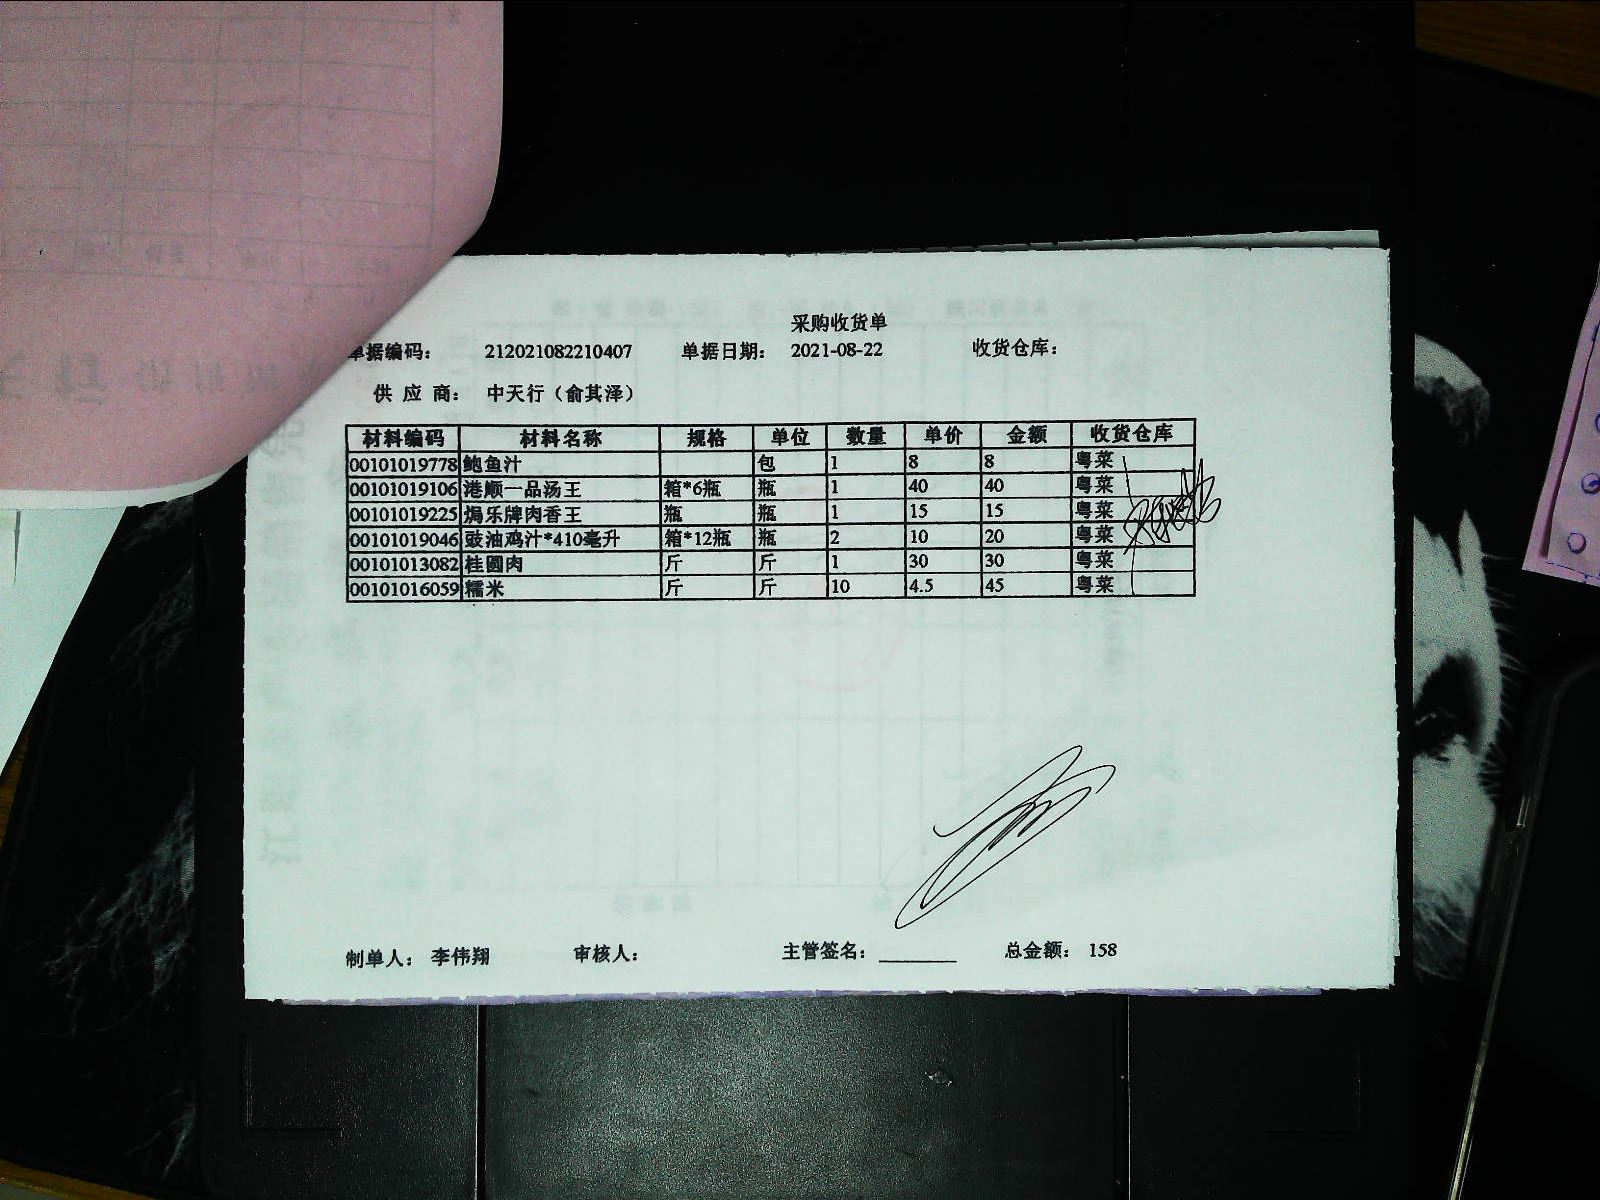 采购收货单
单据编码： 212021082210407 单据日期： 2021-08-22 收货仓库：
供 应 商： 中天行（俞其泽）
材料编码 材料名称 规格 单位 数量 单价 金额 收货仓库
00101019778 鲍鱼汁 包 1 8 8 粤菜
00101019106 港顺一品汤王 箱*6瓶 瓶 1 40 40 粤菜
00101019225 焗乐牌肉香王 瓶 瓶 1 15 15 粤菜
00101019046 豉油鸡汁*410毫升 箱*12瓶 瓶 2 10 20 粤菜
00101013082 桂圆肉 斤 斤 1 30 30 粤菜
00101016059 糯米 斤 斤 10 4.5 45 粤菜
制单人： 李伟翔 审核人： 主管签名： 总金额： 158